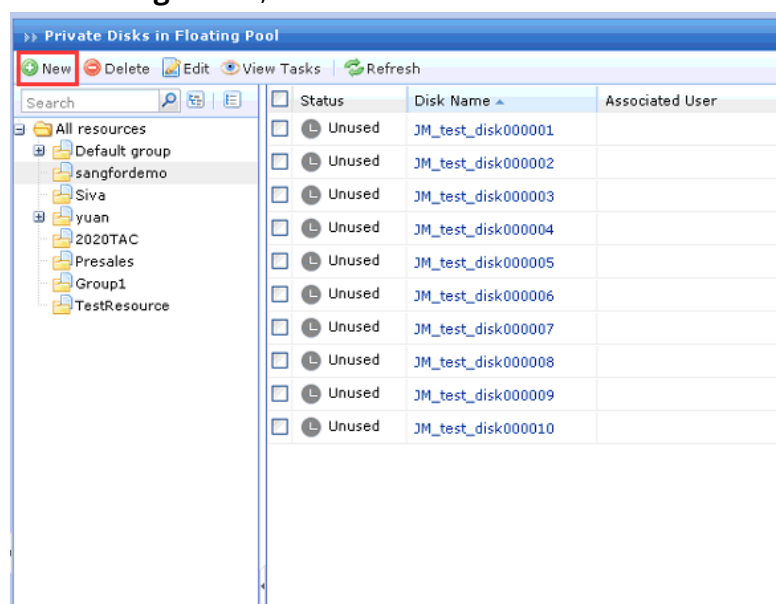 Private Disks in Floating Pool
New Delete Edit View Tasks Refresh
Search
All resources
Default group
sangfordemo
Siva
yuan
2020TAC
Presales
Group1
TestResource
Status Disk Name Associated User
Unused JM_test_disk000001
Unused JM_test_disk000002
Unused JM_test_disk000003
Unused JM_test_disk000004
Unused JM_test_disk000005
Unused JM_test_disk000006
Unused JM_test_disk000007
Unused JM_test_disk000008
Unused JM_test_disk000009
Unused JM_test_disk000010